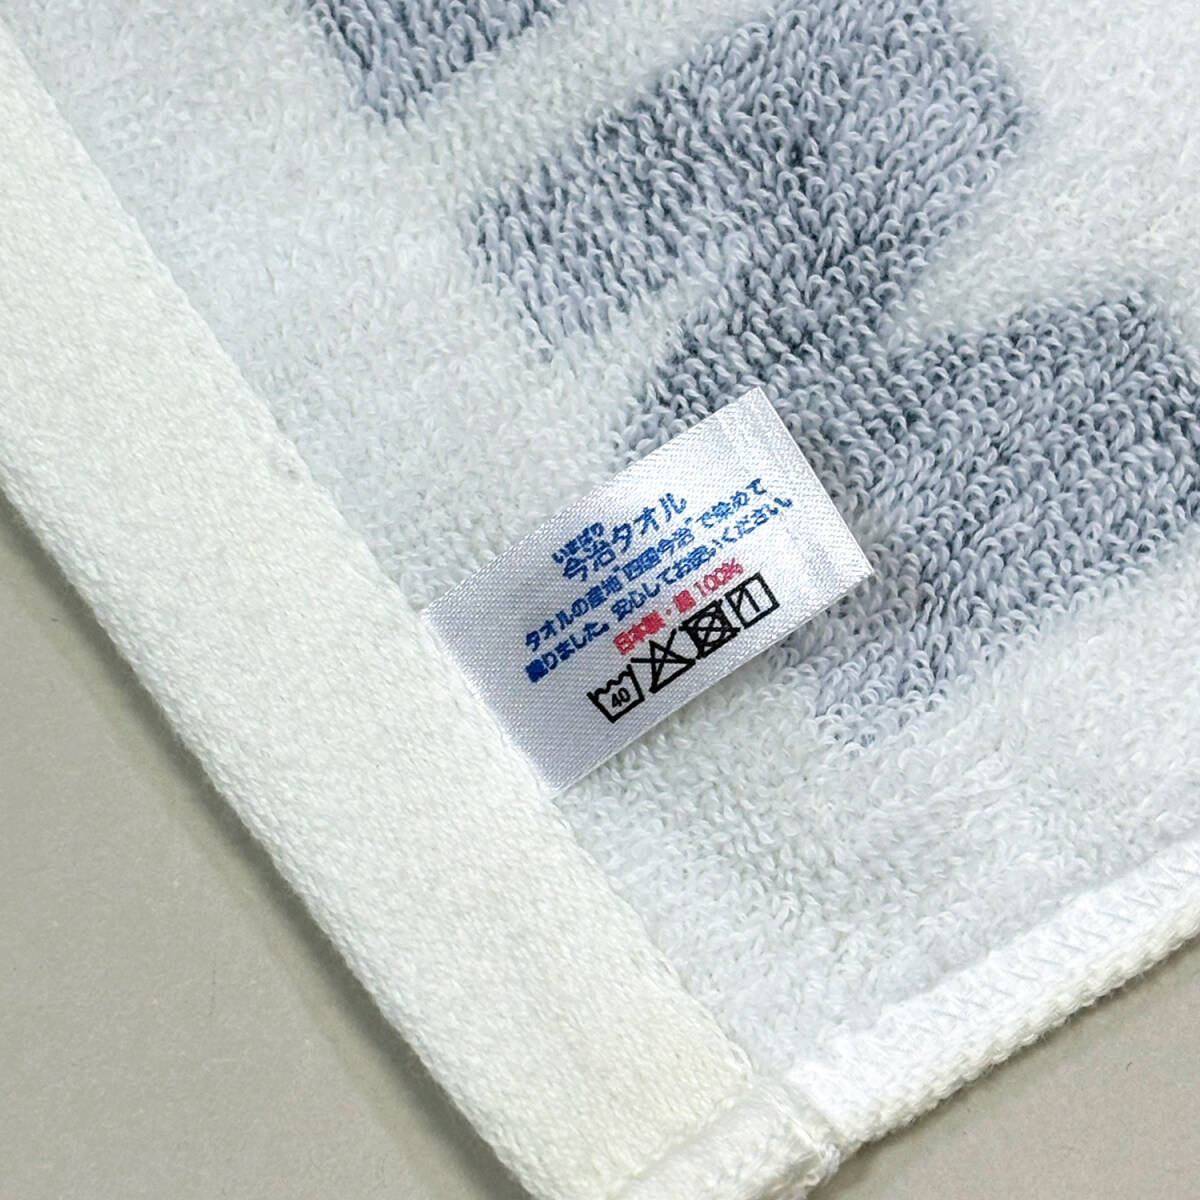 いまばり
今治タオル
タオルの産地"四国今治"で染めて
織りました。安心してお使いください。
日本製・綿100%
40